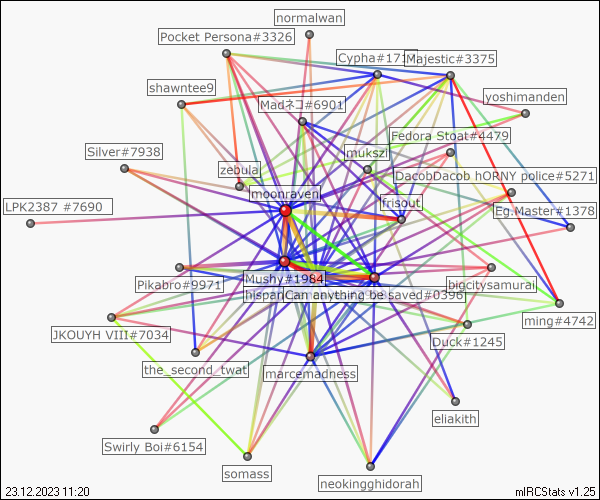 normalwan
Pocket Persona#3326
Cypha#171
Majestic#3375
shawntee9
Madネコ#6901
yoshimanden
Fedora Stoat#4479
mukszi
Silver#7938
zebula
DacobDacob hORNY police#5271
moonraven
frisout
LPK2387 #7690
Eg.Master#1378
Pikabro#9971
Mushy#1984
bigcitysamurai
hispan
Can anything be saved#0396
ming#4742
JKOUYH VIII#7034
Duck#1245
the_second_twat
marcemadness
eliakith
Swirly Boi#6154
somass
neokingghidorah
23.12.2023 11:20
mIRCStats v1.25